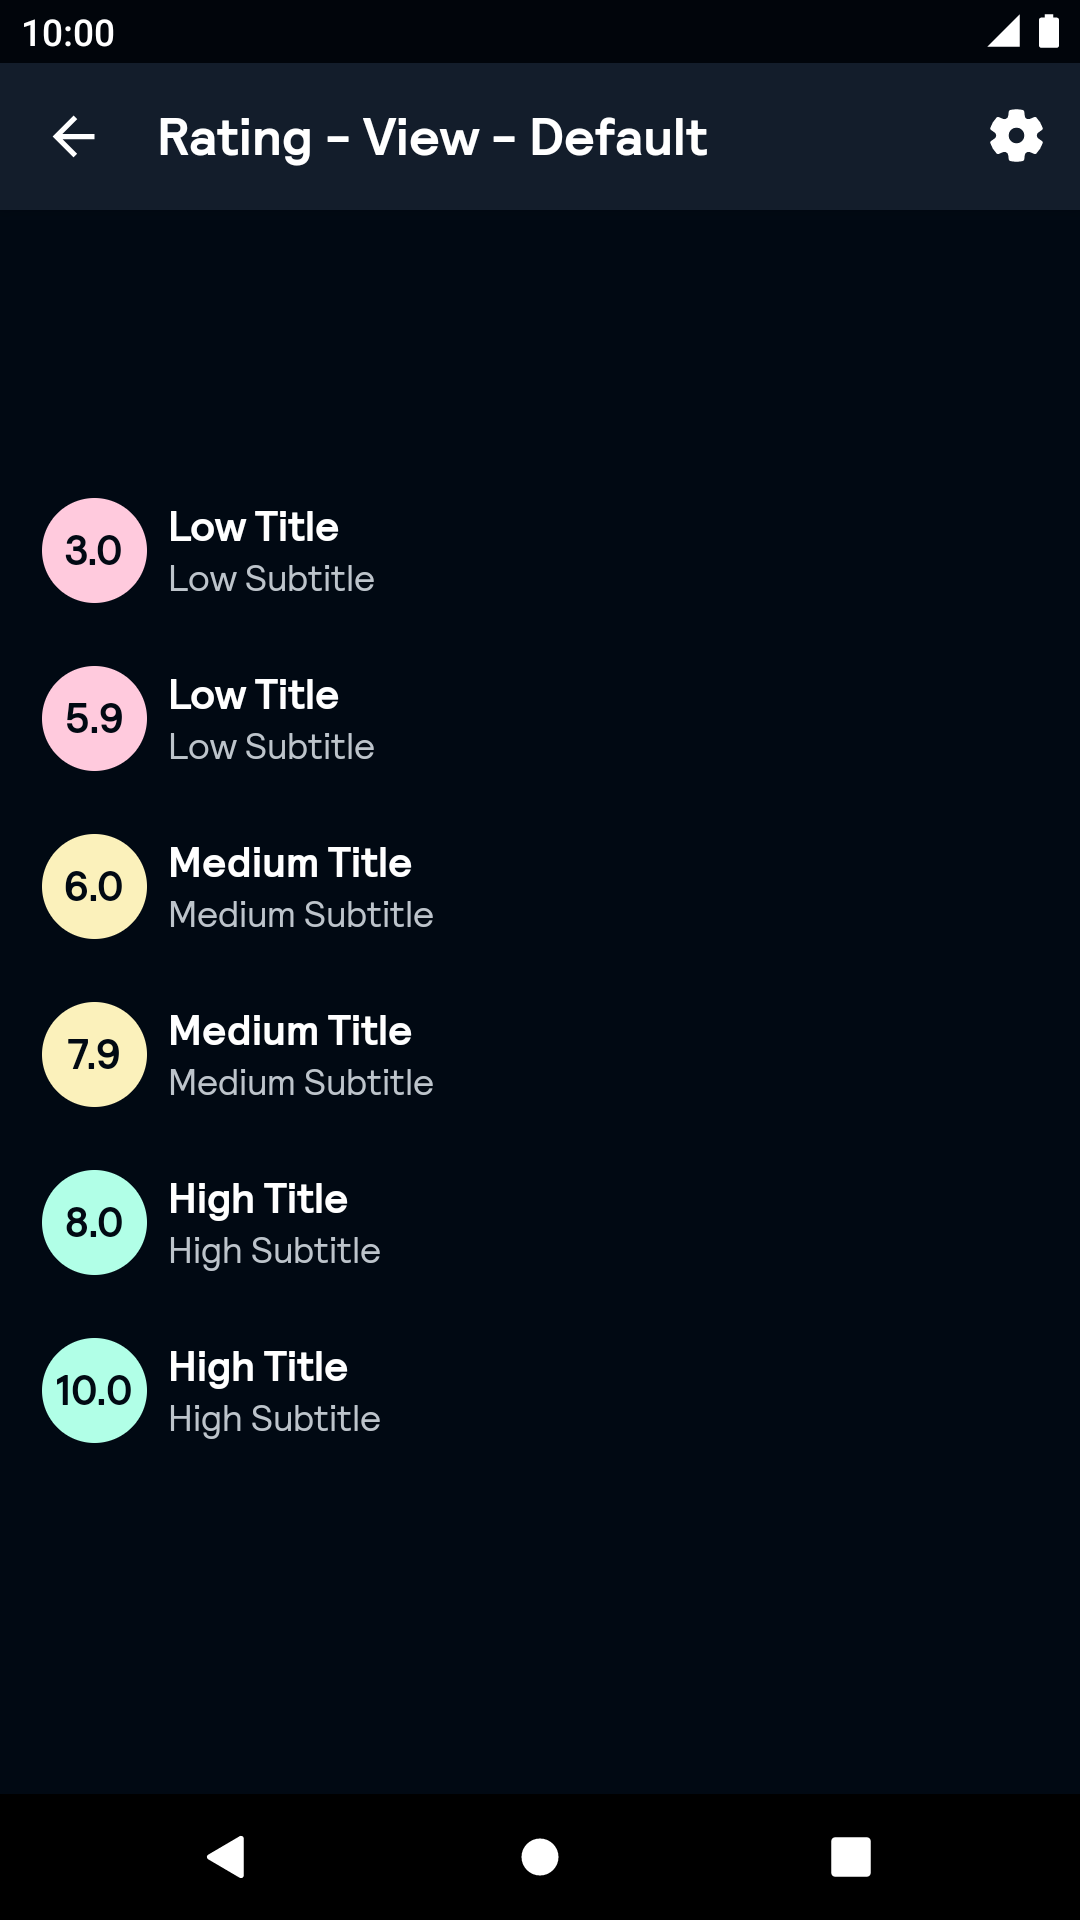 10:00
Rating - View - Default
3.0
Low Title
Low Subtitle
5.9
Low Title
Low Subtitle
6.0
Medium Title
Medium Subtitle
7.9
Medium Title
Medium Subtitle
8.0
High Title
High Subtitle
10.0
High Title
High Subtitle